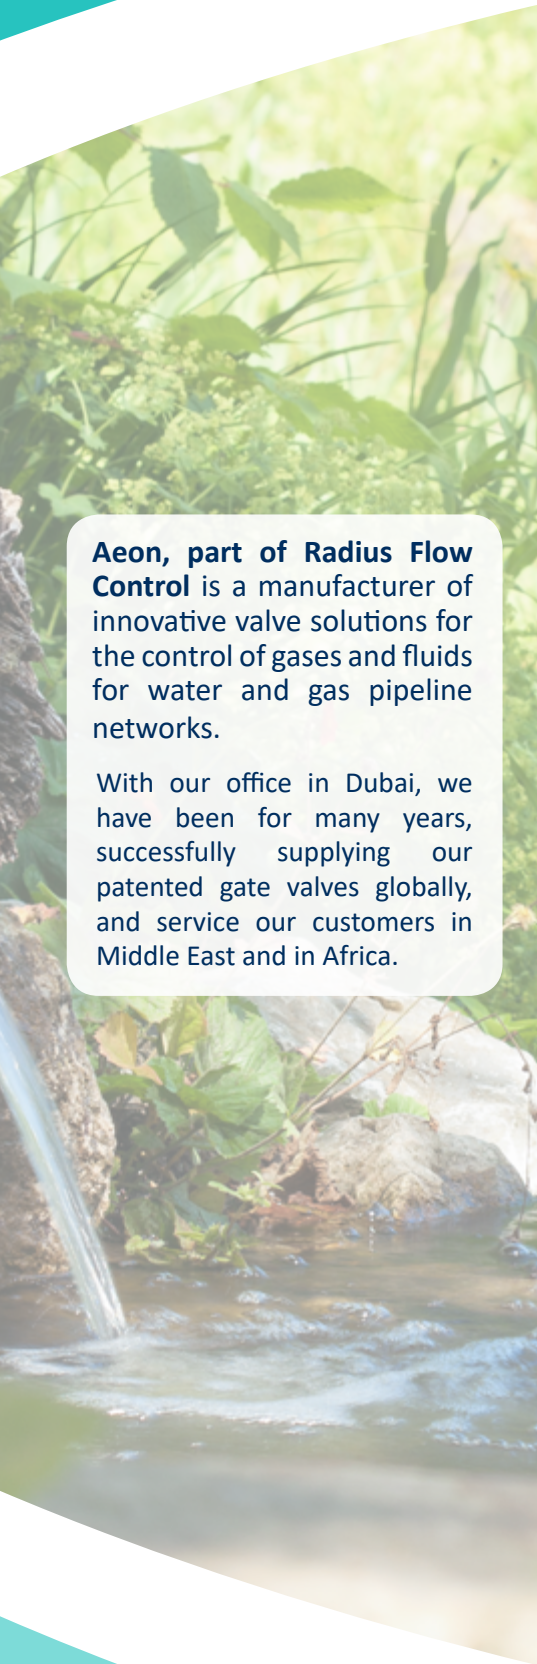 Aeon, part of Radius Flow
Control is a manufacturer of
innovative valve solutions for
the control of gases and fluids
for water and gas pipeline
networks.
With our office in Dubai, we
have been for many years,
successfully supplying our
patented gate valves globally,
and service our customers in
Middle East and in Africa.